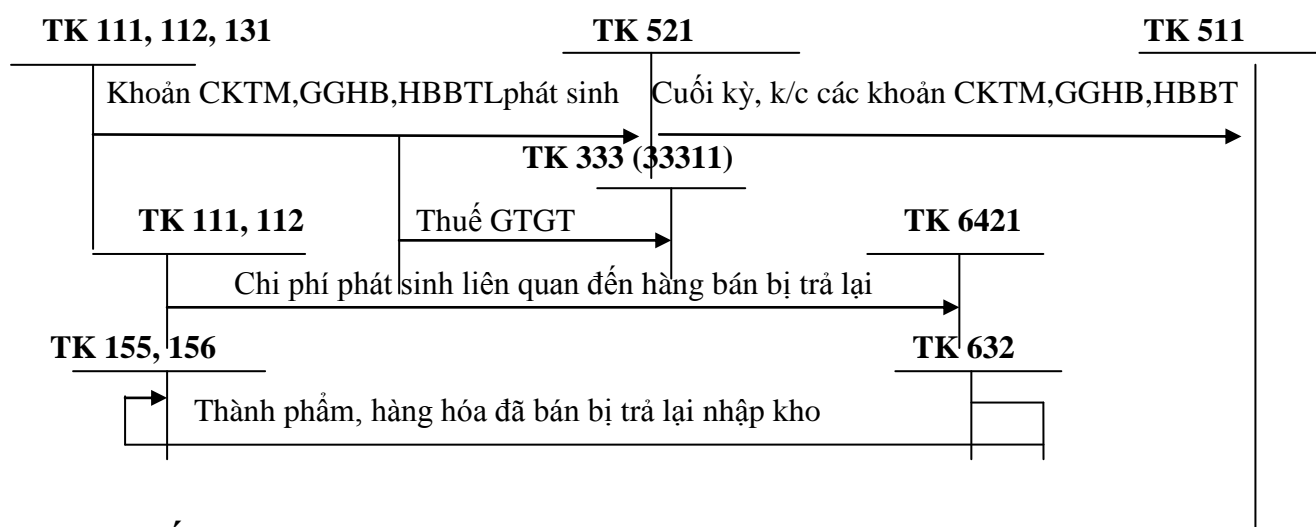 TK 111, 112, 131 TK 521 TK 511
Khoản CKTM,GGHB,HBBTLphát sinh Cuối kỳ, k/c các khoản CKTM,GGHB,HBBT
TK 333 (33311)
TK 111, 112 Thuế GTGT TK 6421
Chi phí phát sinh liên quan đến hàng bán bị trả lại
TK 155, 156 TK 632
Thành phẩm, hàng hóa đã bán bị trả lại nhập kho